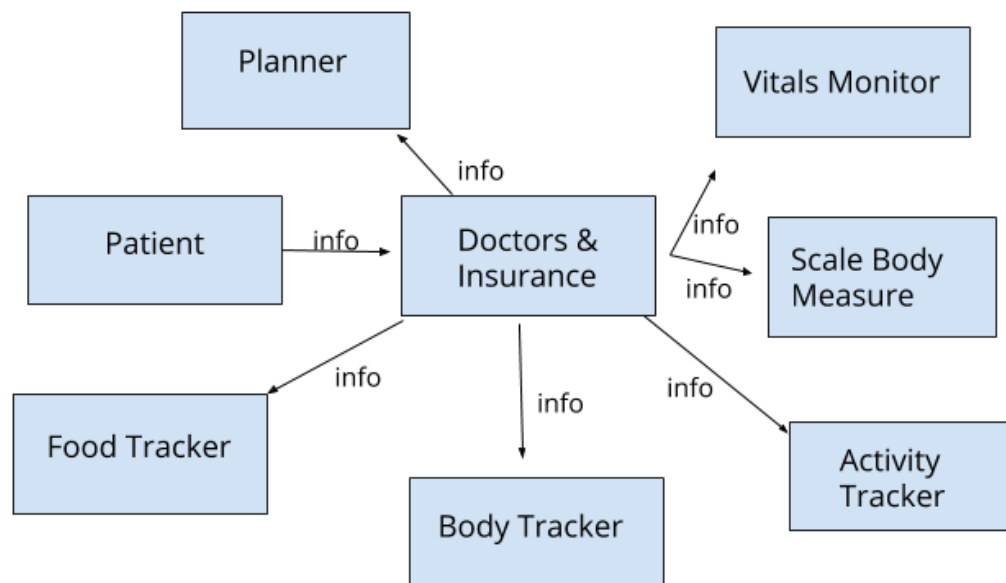 Planner
Vitals Monitor
info
Patient
info
Doctors &
Insurance
info
info
Scale Body
Measure
info
info
info
Food Tracker
Body Tracker
Activity
Tracker